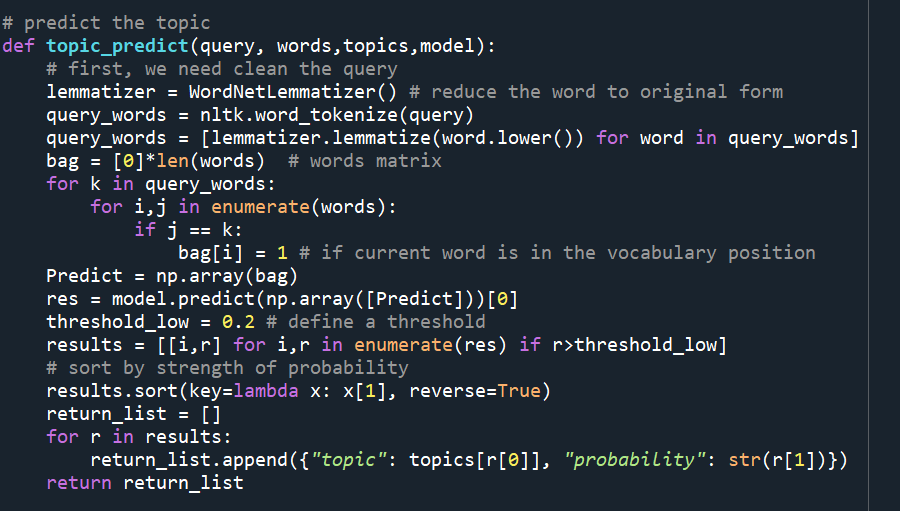 # predict the topic
def topic_predict(query, words,topics,model):
    # first, we need clean the query
    lemmatizer = WordNetLemmatizer() # reduce the word to original form
    query_words = nltk.word_tokenize(query)
    query_words = [lemmatizer.lemmatize(word.lower()) for word in query_words]
    bag = [0]*len(words)  # words matrix
    for k in query_words:
        for i,j in enumerate(words):
            if j == k:
                bag[i] = 1 # if current word is in the vocabulary position
    Predict = np.array(bag)
    res = model.predict(np.array([Predict]))[0]
    threshold_low = 0.2 # define a threshold
    results = [[i,r] for i,r in enumerate(res) if r>threshold_low]
    # sort by strength of probability
    results.sort(key=lambda x: x[1], reverse=True)
    return_list = []
    for r in results:
        return_list.append({"topic": topics[r[0]], "probability": str(r[1])})
    return return_list